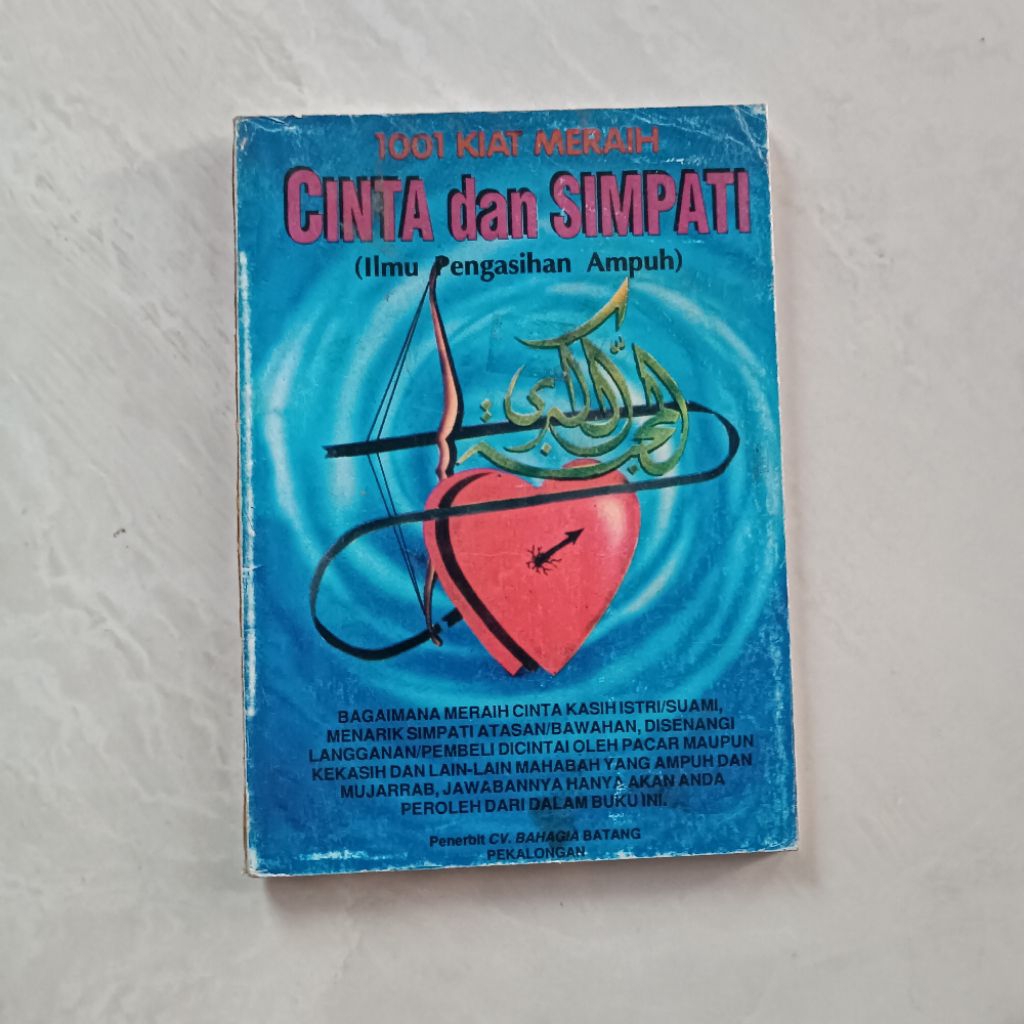 1001 KIAT MERAIH
CINTA dan SIMPATI
(Ilmu Pengasihan Ampuh)
المحبة الكبرى
BAGAIMANA MERAIH CINTA KASIH ISTRI/SUAMI,
MENARIK SIMPATI ATASAN/BAWAHAN, DISENANGI
LANGGANAN/PEMBELI DICINTAI OLEH PACAR MAUPUN
KEKASIH DAN LAIN-LAIN MAHABAH YANG AMPUH DAN
MUJARRAB, JAWABANNYA HANYA AKAN ANDA
PEROLEH DARI DALAM BUKU INI.
Penerbit CV. BAHAGIA BATANG
PEKALONGAN